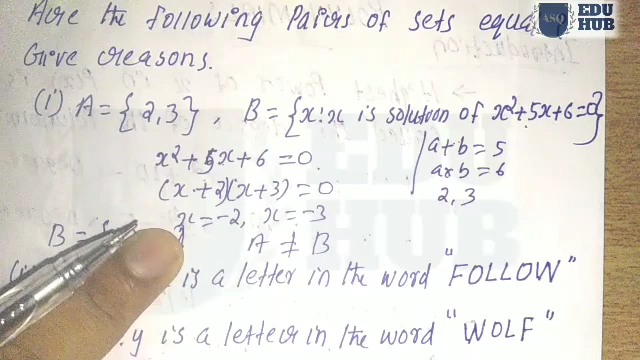 Are the following Pairs of sets equal
Give reasons.
(i) A = {2,3}, B = {x:x is solution of x²+5x+6=0}
x²+5x+6=0
(x+2)(x+3)=0
x=-2, x=-3
a+b=5
a×b=6
2,3
B =
A ≠ B
is a letter in the word "FOLLOW"
y is a letter in the word "WOLF"
ASQ EDU HUB